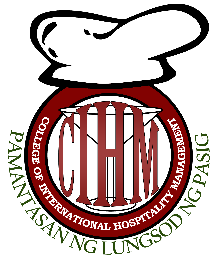 COLLEGE OF INTERNATIONAL HOSPITALITY MANAGEMENT
CIHM
PAMANTASAN NG LUNGSOD NG PASIG